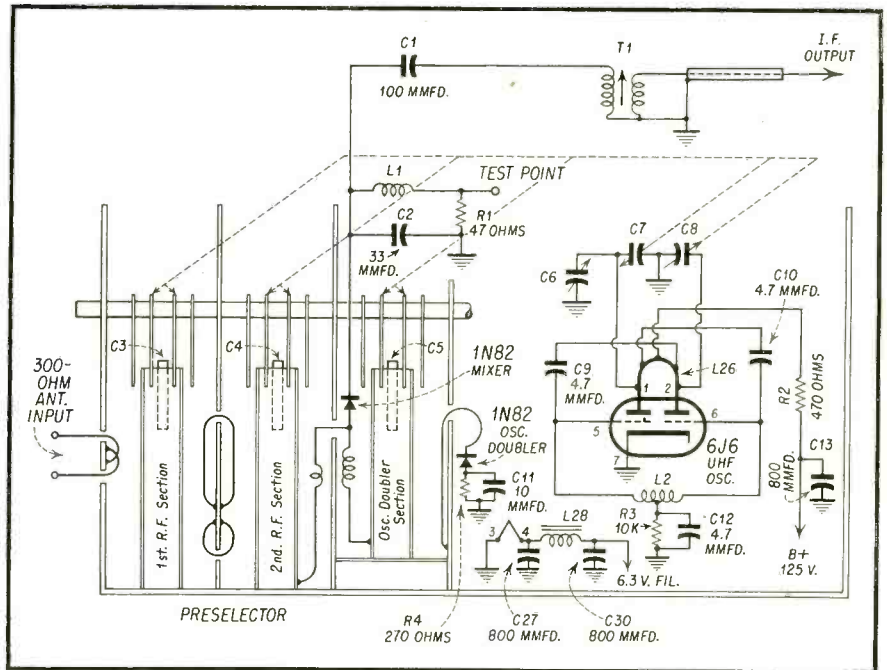 C1
100 MMFD.
T1
I.F.
OUTPUT
L1
TEST POINT
R1
47 OHMS
C2
33
MMFD.
C7
C8
C6
C10
4.7 MMFD.
C3
C4
C5
1N82
MIXER
C9
4.7
MMFD.
L26
R2
470 OHMS
300-
OHM
ANT.
INPUT
1N82
OSC.
DOUBLER
1
2
5
6
7
6J6
UHF
OSC.
C13
800
MMFD.
1st. R.F. Section
2nd. R.F. Section
Osc. Doubler
Section
C11
10
MMFD.
L2
R3
10K
C12
4.7
MMFD.
3
4
L28
B+
125 V.
6.3 V. FIL.
PRESELECTOR
R4
270 OHMS
C27
800 MMFD.
C30
800 MMFD.